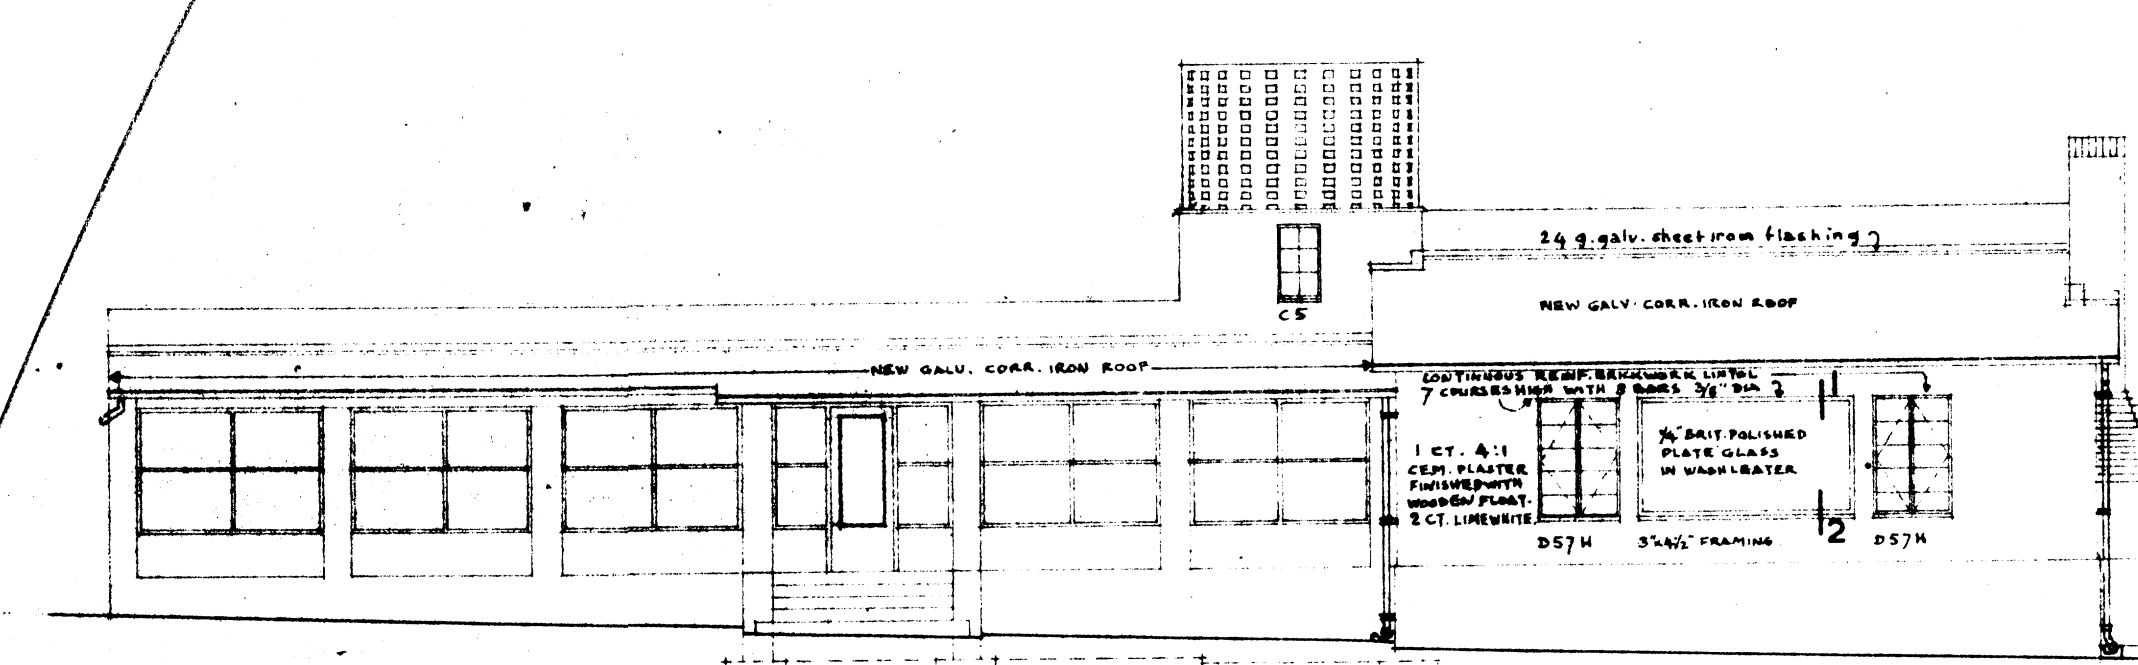 24 g. galv. sheet iron flashing
C5
NEW GALV. CORR. IRON ROOF
NEW GALV. CORR. IRON ROOF
CONTINUOUS REINF. BRICKWORK LINTOL
7 COURSES HIGH WITH 8 BARS 3/8" DIA
1
¼" BRIT. POLISHED
PLATE GLASS
IN WASHLEATER
1 CT. 4:1
CEM. PLASTER
FINISHED WITH
WOODEN FLOAT.
2 CT. LIMEWHITE
D57H
3"x4½" FRAMING
2
D57H